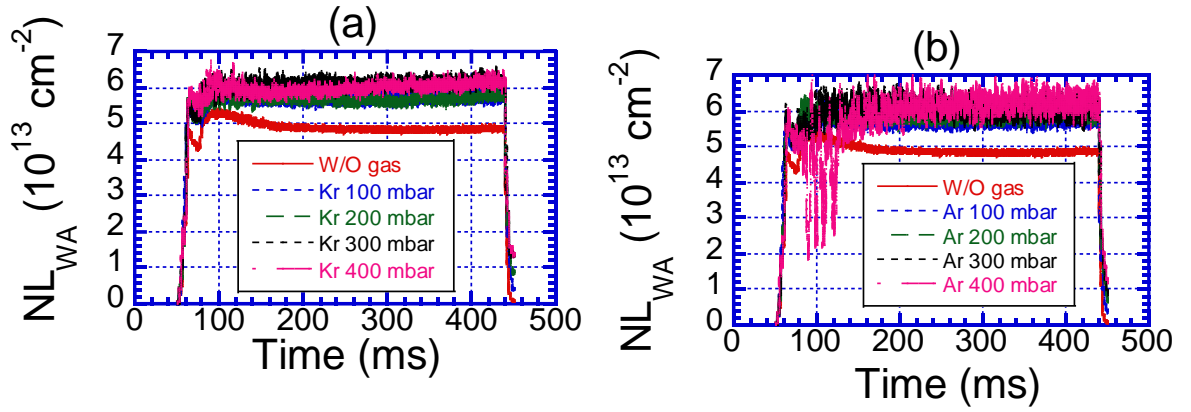 (a)
NL_WA (10^13 cm^-2)
7
6
5
4
3
2
1
0
W/O gas
Kr 100 mbar
Kr 200 mbar
Kr 300 mbar
Kr 400 mbar
0 100 200 300 400 500
Time (ms)
(b)
NL_WA (10^13 cm^-2)
7
6
5
4
3
2
1
0
W/O gas
Ar 100 mbar
Ar 200 mbar
Ar 300 mbar
Ar 400 mbar
0 100 200 300 400 500
Time (ms)